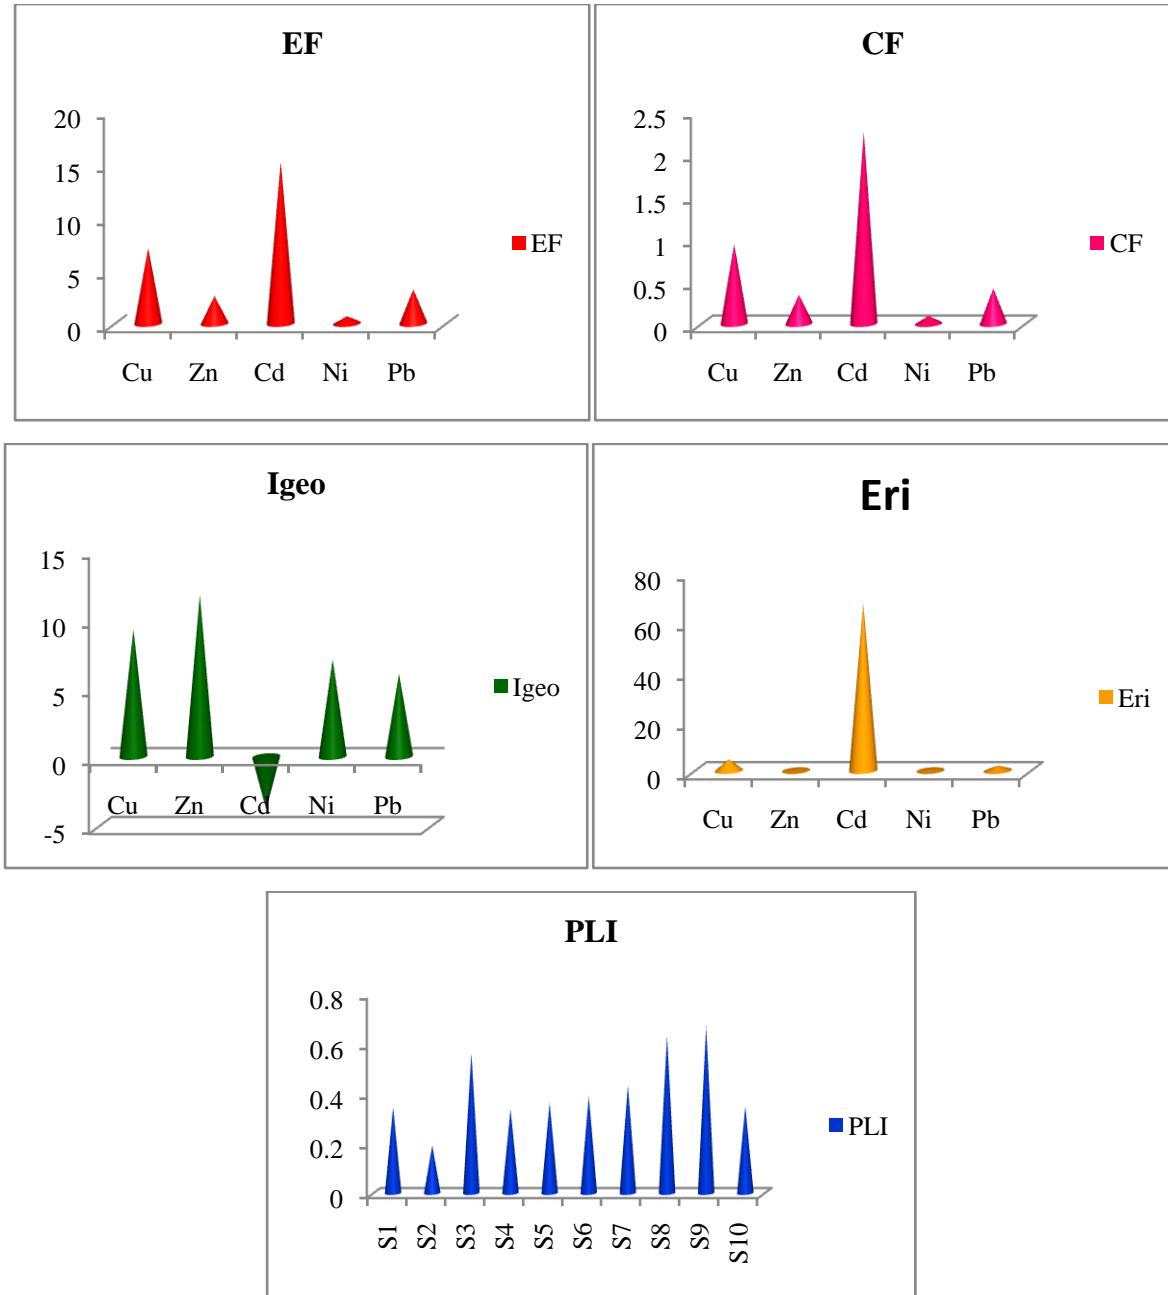 EF
20
15
10
5
0
Cu Zn Cd Ni Pb
EF
CF
2.5
2
1.5
1
0.5
0
Cu Zn Cd Ni Pb
CF
Igeo
15
10
5
0
-5
Cu Zn Cd Ni Pb
Igeo
Eri
80
60
40
20
0
Cu Zn Cd Ni Pb
Eri
PLI
0.8
0.6
0.4
0.2
0
S1 S2 S3 S4 S5 S6 S7 S8 S9 S10
PLI